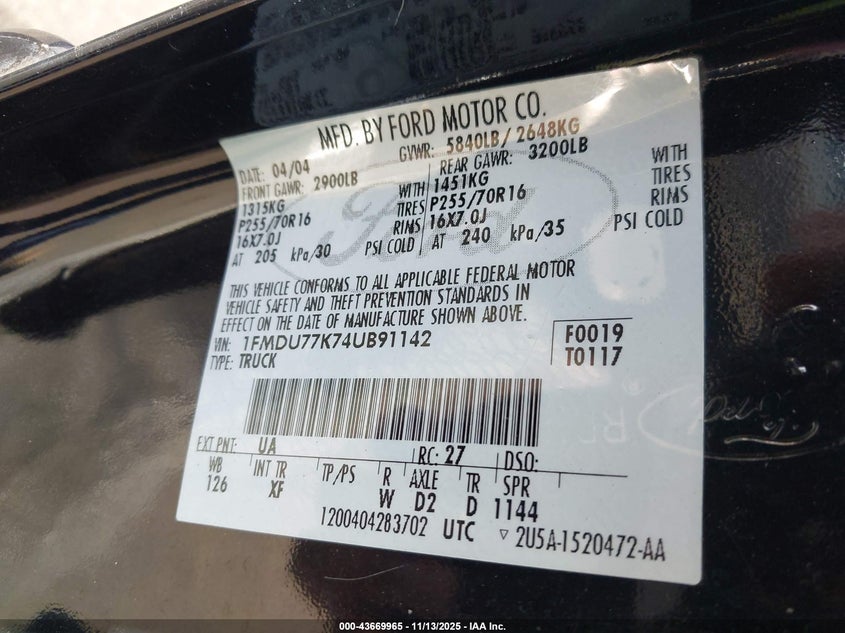 MFD. BY FORD MOTOR CO.
DATE: 04/04 GVWR: 5840LB / 2648KG
FRONT GAWR: 2900LB REAR GAWR: 3200LB
1315KG WITH 1451KG WITH
P255/70R16 TIRES P255/70R16 TIRES
16X7.0J RIMS 16X7.0J RIMS
AT 205 kPa/30 PSI COLD AT 240 kPa/35 PSI COLD
Ford
THIS VEHICLE CONFORMS TO ALL APPLICABLE FEDERAL MOTOR
VEHICLE SAFETY AND THEFT PREVENTION STANDARDS IN
EFFECT ON THE DATE OF MANUFACTURE SHOWN ABOVE.
VIN: 1FMDU77K74UB91142 F0019
TYPE: TRUCK T0117
EXT PNT: UA RC: 27 DSO:
WB INT TR TP/PS R AXLE TR SPR
126 XF W D2 D 1144
1200404283702 UTC ▽ 2U5A-1520472-AA
000-43669965 - 11/13/2025 - IAA Inc.